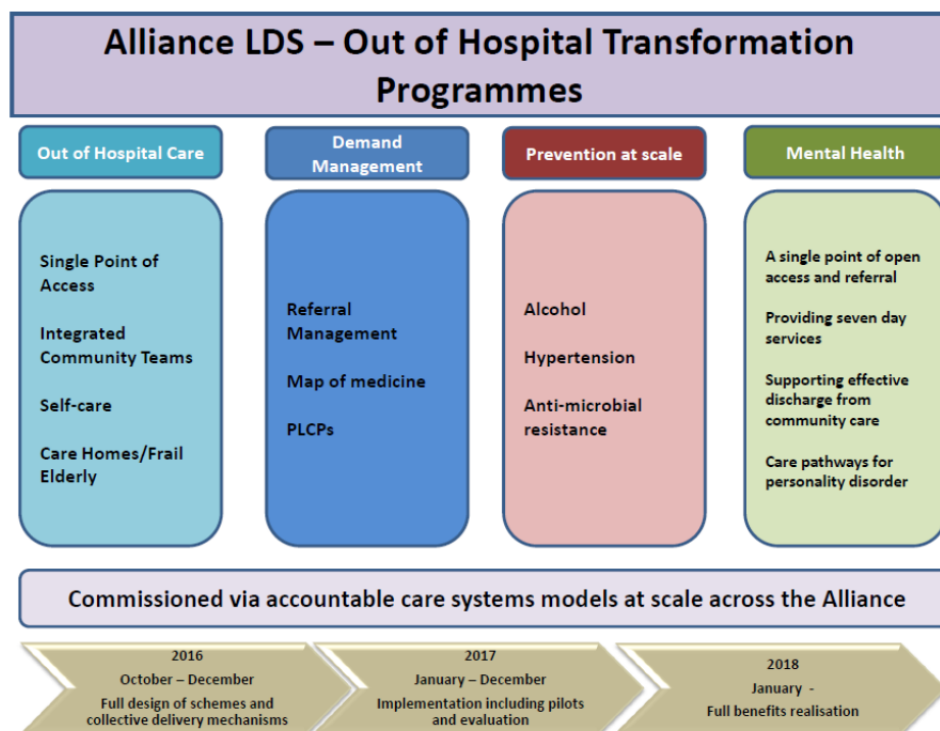 Alliance LDS – Out of Hospital Transformation
Programmes
Out of Hospital Care
Single Point of
Access
Integrated
Community Teams
Self-care
Care Homes/Frail
Elderly
Demand
Management
Referral
Management
Map of medicine
PLCPs
Prevention at scale
Alcohol
Hypertension
Anti-microbial
resistance
Mental Health
A single point of open
access and referral
Providing seven day
services
Supporting effective
discharge from
community care
Care pathways for
personality disorder
Commissioned via accountable care systems models at scale across the Alliance
2016
October – December
Full design of schemes and
collective delivery mechanisms
2017
January – December
Implementation including pilots
and evaluation
2018
January -
Full benefits realisation